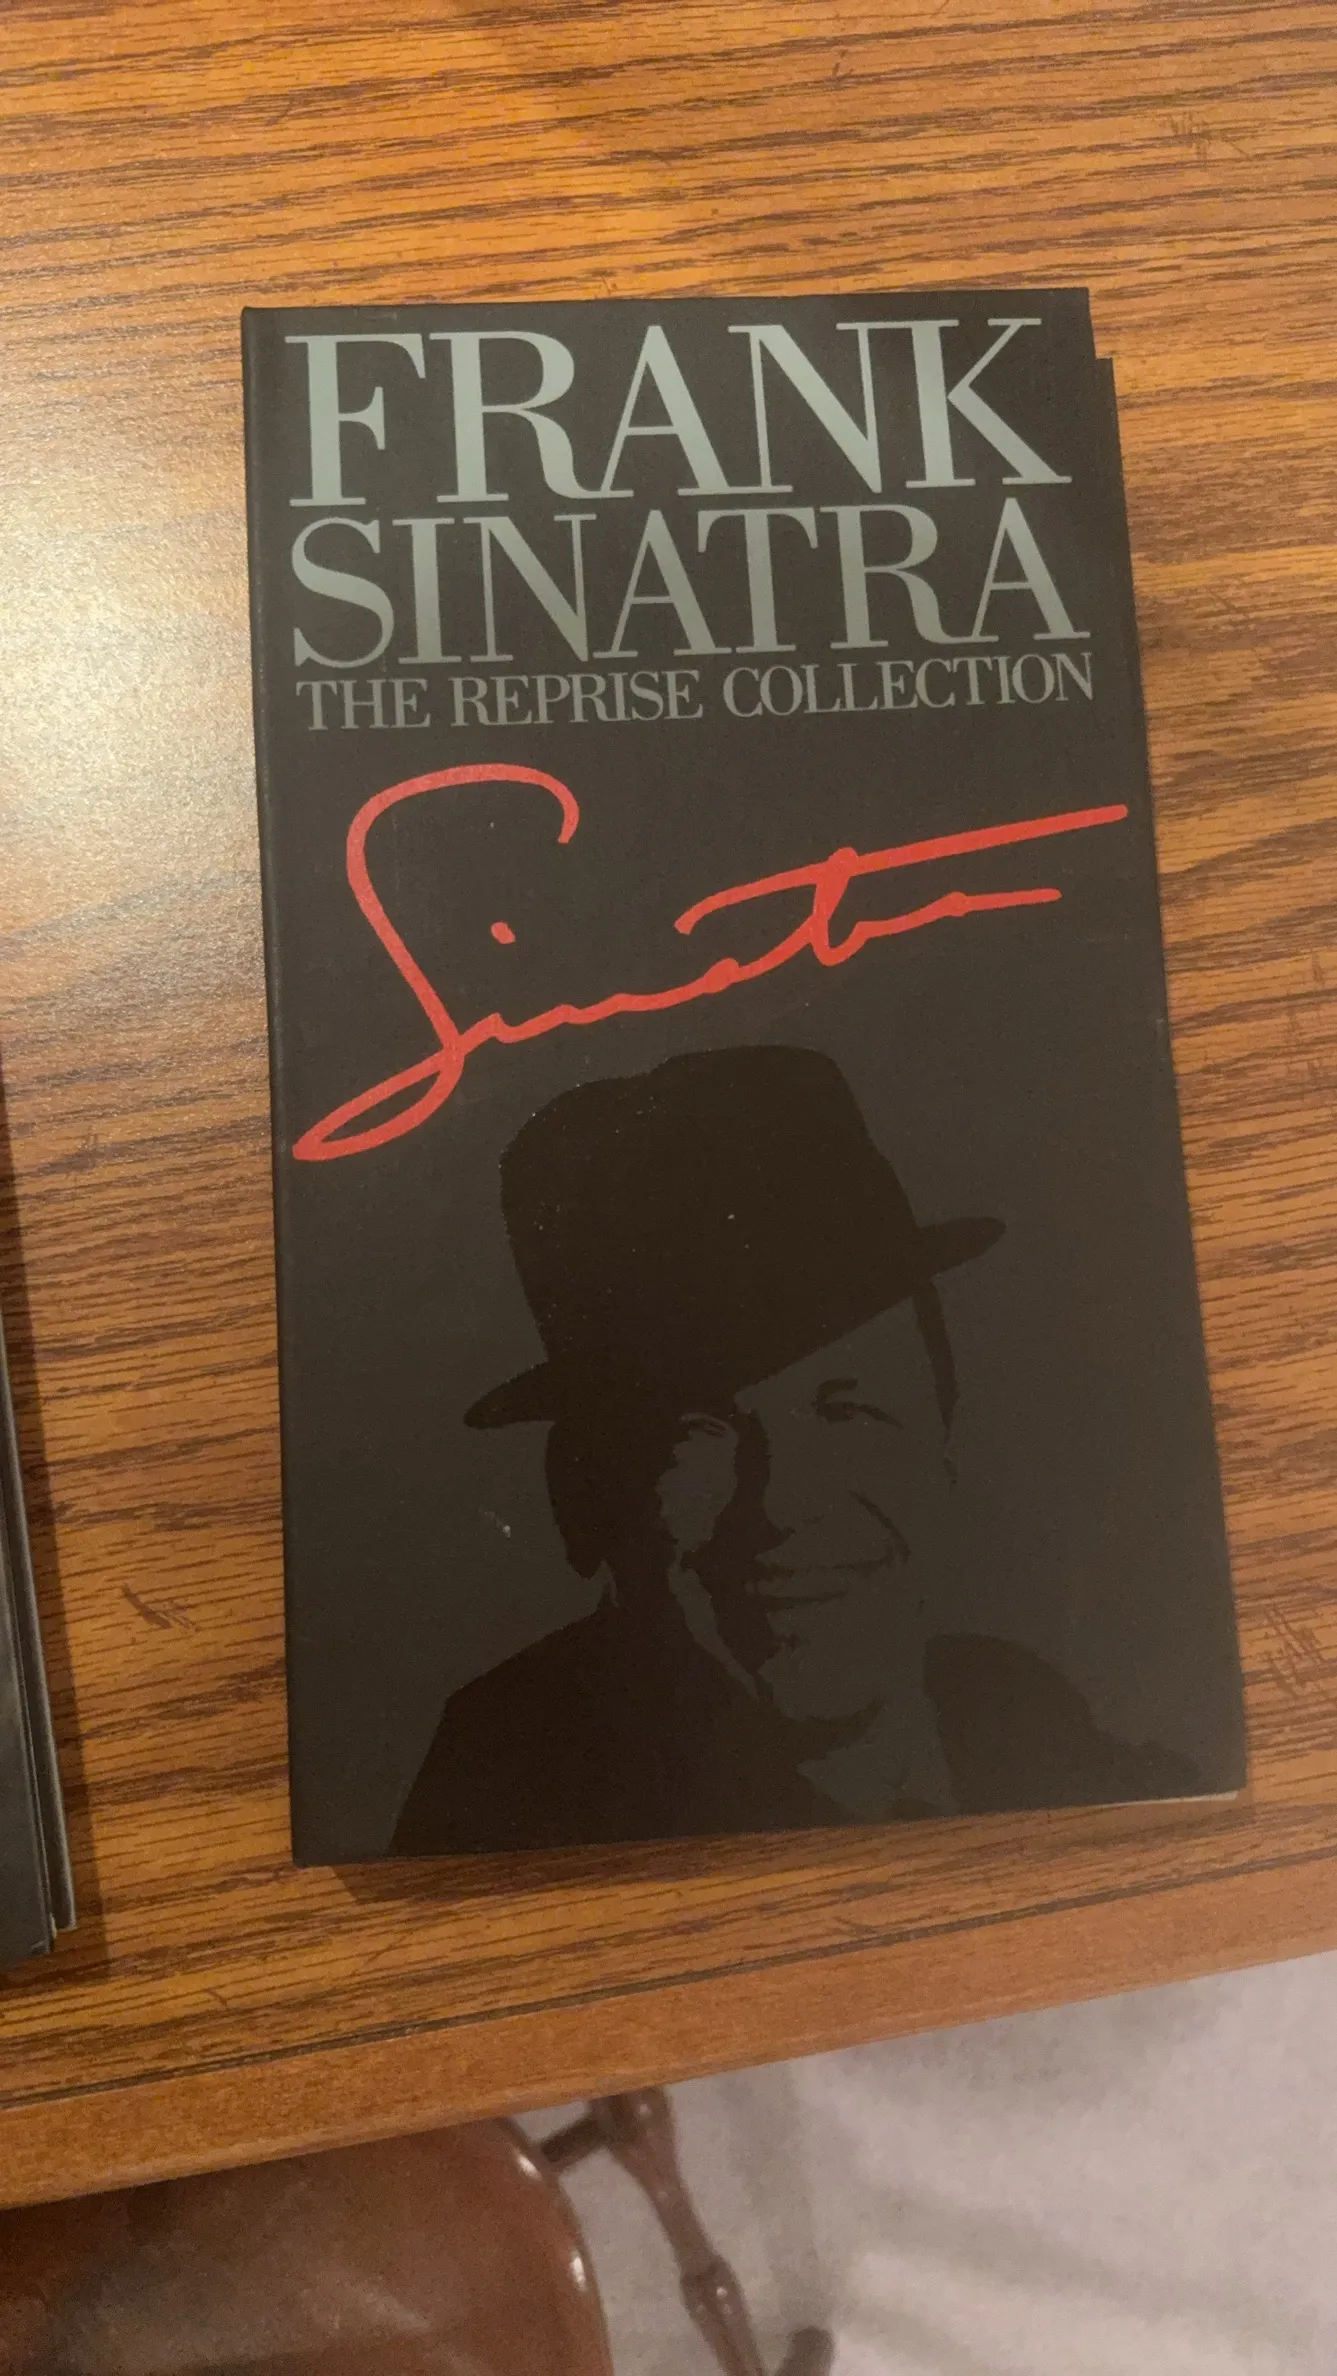 FRANK
SINATRA
THE REPRISE COLLECTION
Sinatra